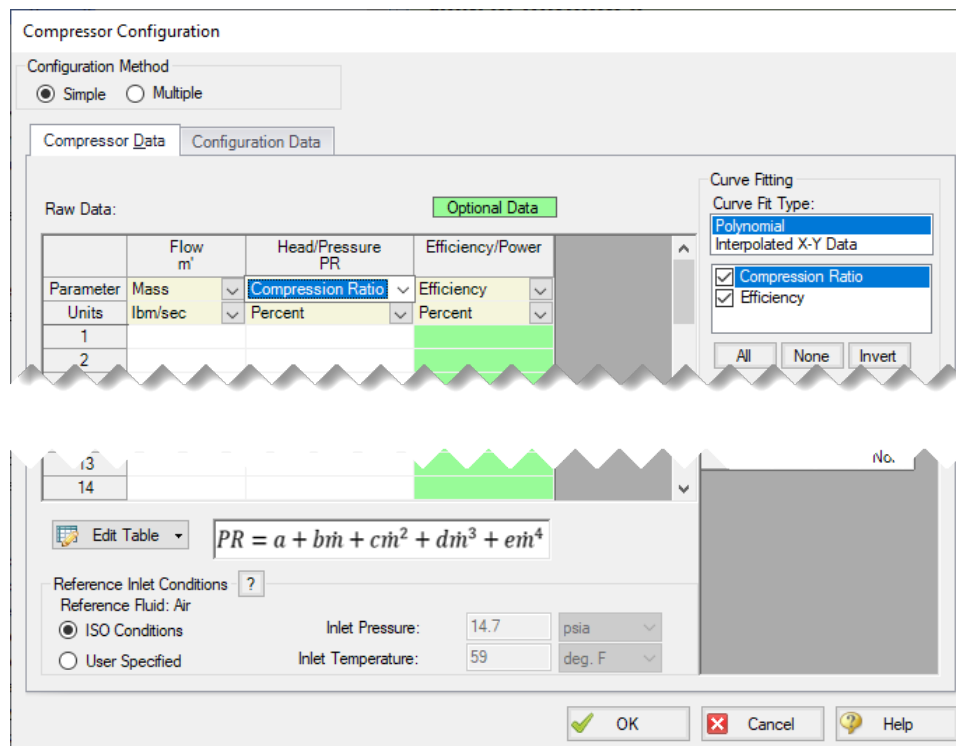 Compressor Configuration
Configuration Method
Simple Multiple
Compressor Data Configuration Data
Raw Data: Optional Data
Flow Head/Pressure Efficiency/Power
m' PR
Parameter Mass Compression Ratio Efficiency
Units lbm/sec Percent Percent
1
2
Curve Fitting
Curve Fit Type:
Polynomial
Interpolated X-Y Data
Compression Ratio
Efficiency
All None Invert
13
14
No.
Edit Table
PR = a + bṁ + cṁ² + dṁ³ + eṁ⁴
Reference Inlet Conditions ?
Reference Fluid: Air
ISO Conditions Inlet Pressure: 14.7 psia
User Specified Inlet Temperature: 59 deg. F
OK Cancel ? Help